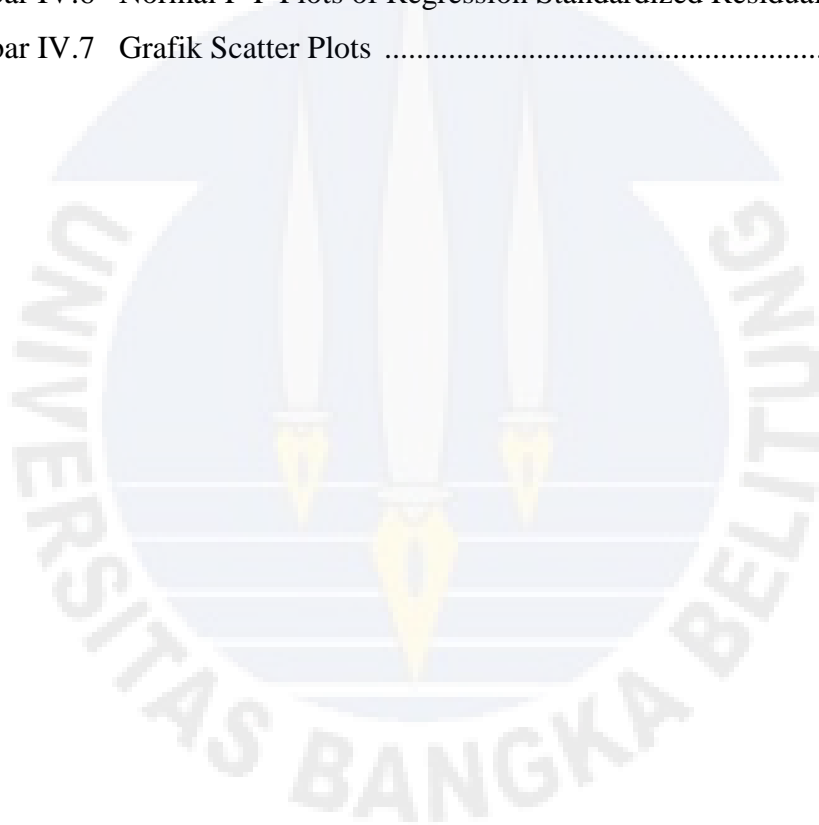 Normal P-P Plots of Regression Standardized Residual
bar IV.7 Grafik Scatter Plots ......................................................
UNIVERSITAS BANGKA BELITUNG